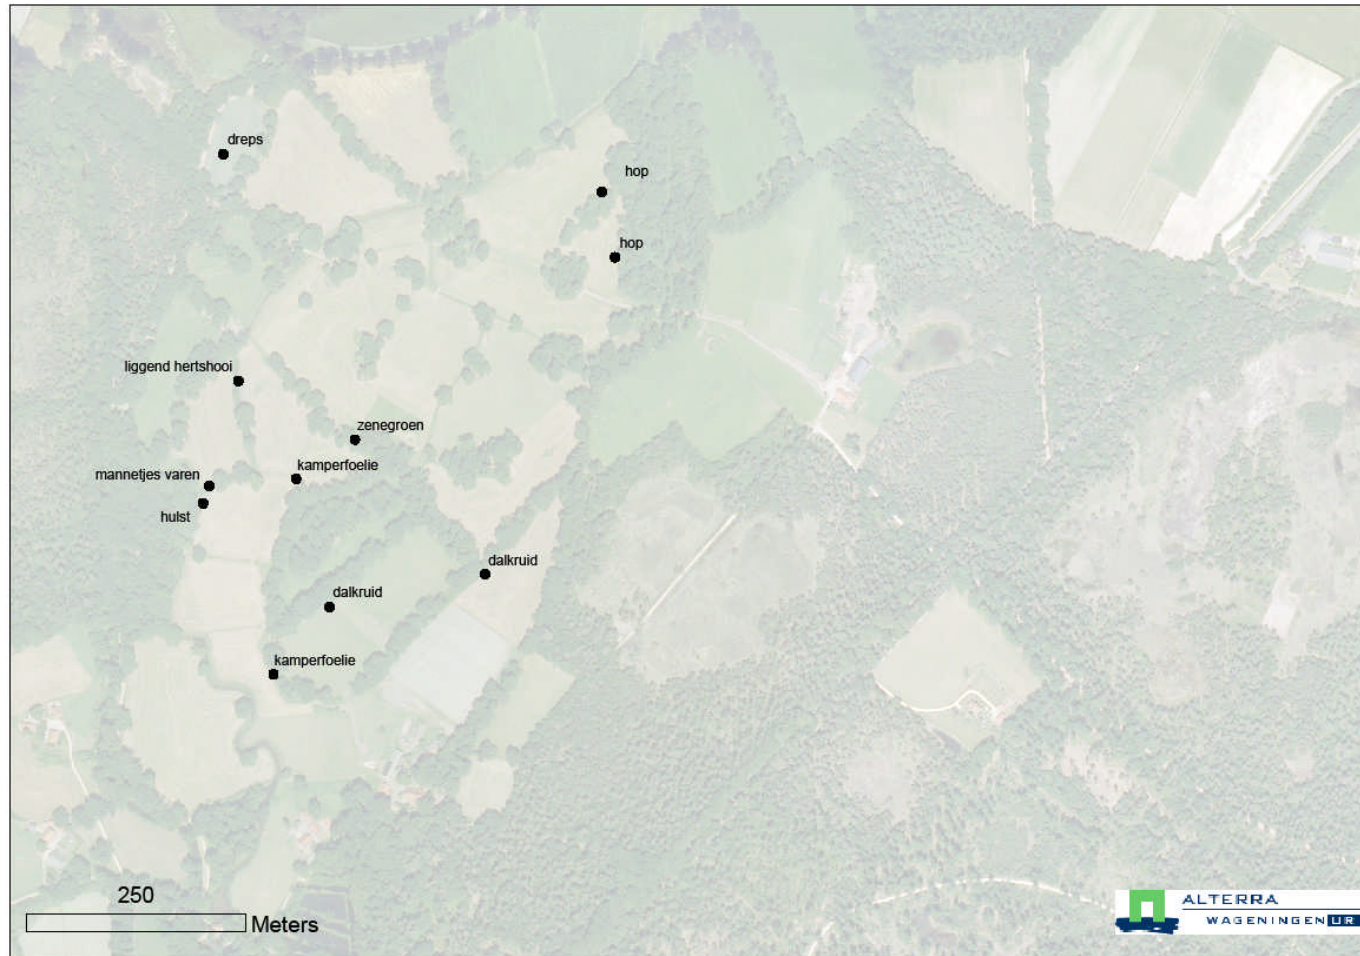 dreps
hop
hop
liggend hertshooi
zenegroen
kamperfoelie
mannetjes varen
hulst
dalkruid
dalkruid
kamperfoelie
250
Meters
ALTERRA
WAGENINGEN UR